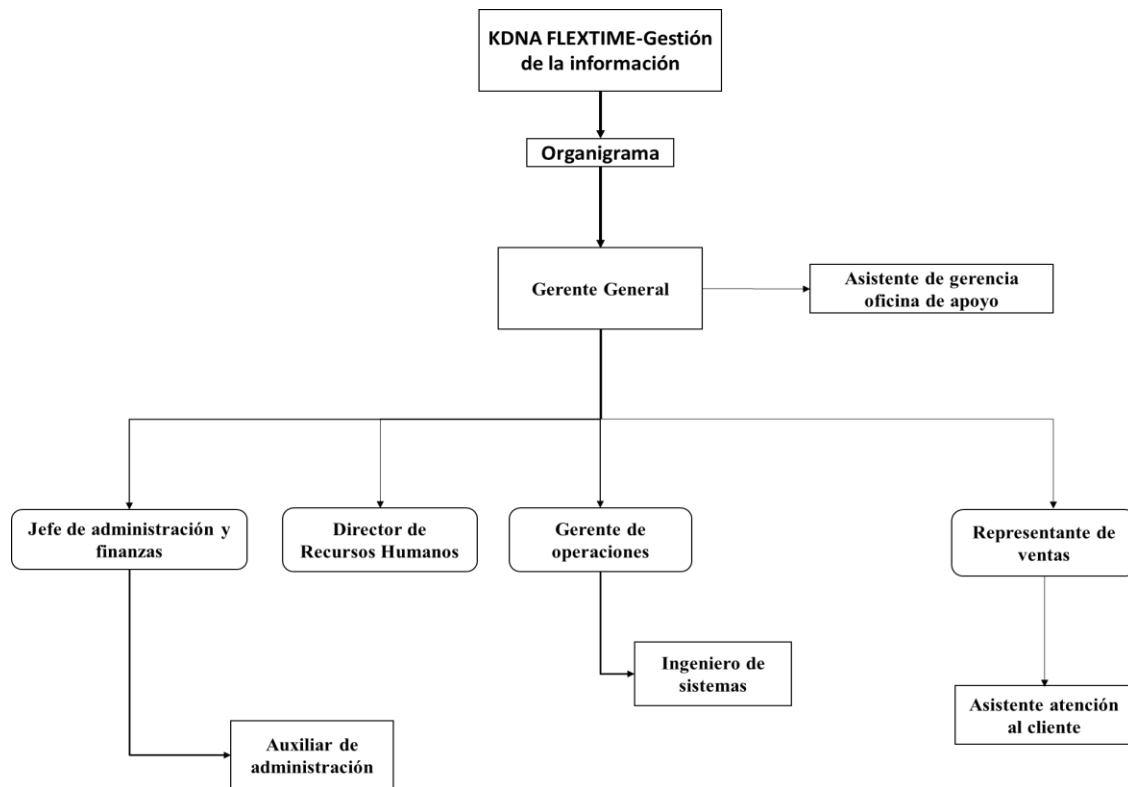 KDNA FLEXTIME-Gestión
de la información
Organigrama
Gerente General
Asistente de gerencia
oficina de apoyo
Jefe de administración y
finanzas
Director de
Recursos Humanos
Gerente de
operaciones
Representante de
ventas
Ingeniero de
sistemas
Asistente atención
al cliente
Auxiliar de
administración